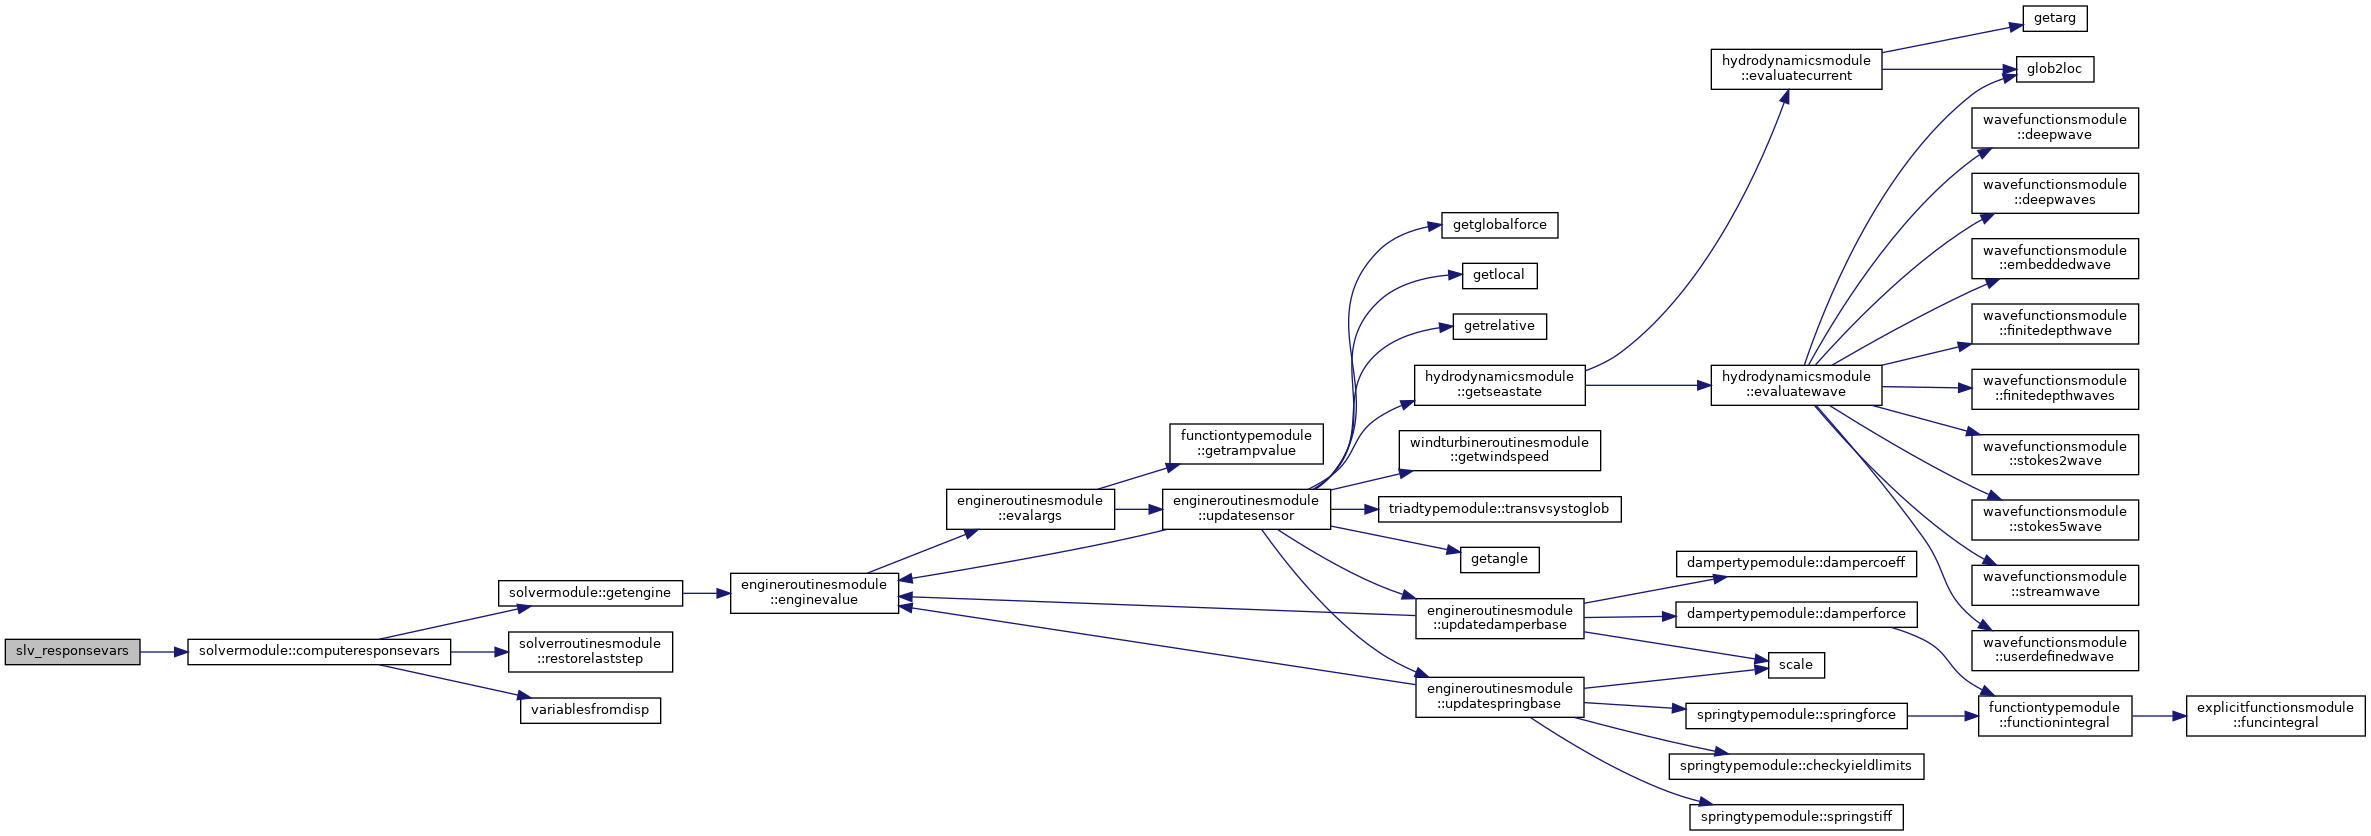 slv_responsevars
solvermodule::computeresponsevars
solvermodule::getengine
solverroutinesmodule
::restorelaststep
variablesfromdisp
engineroutinesmodule
::enginevalue
engineroutinesmodule
::evalargs
functiontypemodule
::getrampvalue
engineroutinesmodule
::updatesensor
getglobalforce
getlocal
getrelative
hydrodynamicsmodule
::getseastate
windturbineroutinesmodule
::getwindspeed
triadtypemodule::transvsystoglob
getangle
engineroutinesmodule
::updatedamperbase
engineroutinesmodule
::updatespringbase
hydrodynamicsmodule
::evaluatecurrent
hydrodynamicsmodule
::evaluatewave
dampertypemodule::dampercoeff
dampertypemodule::damperforce
scale
springtypemodule::springforce
springtypemodule::checkyieldlimits
springtypemodule::springstiff
getarg
glob2loc
wavefunctionsmodule
::deepwave
wavefunctionsmodule
::deepwaves
wavefunctionsmodule
::embeddedwave
wavefunctionsmodule
::finitedepthwave
wavefunctionsmodule
::finitedepthwaves
wavefunctionsmodule
::stokes2wave
wavefunctionsmodule
::stokes5wave
wavefunctionsmodule
::streamwave
wavefunctionsmodule
::userdefinedwave
functiontypemodule
::functionintegral
explicitfunctionsmodule
::funcintegral